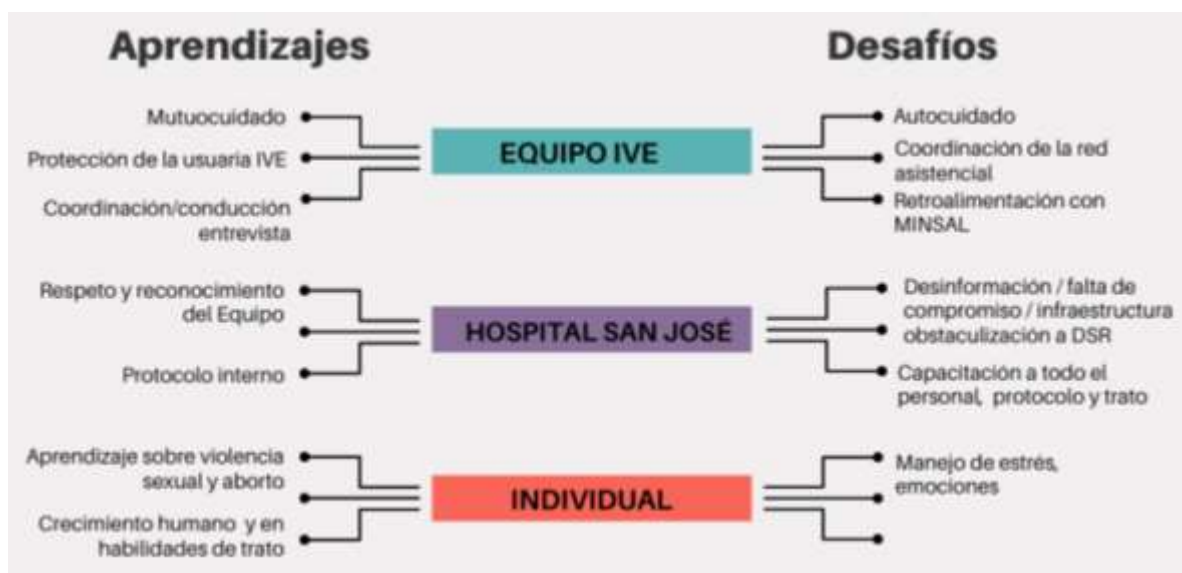 Aprendizajes
Desafíos
Mutuocuidado
Protección de la usuaria IVE
Coordinación/conducción
entrevista
EQUIPO IVE
Autocuidado
Coordinación de la red
asistencial
Retroalimentación con
MINSAL
Respeto y reconocimiento
del Equipo
Protocolo interno
HOSPITAL SAN JOSÉ
Desinformación / falta de
compromiso / infraestructura
obstaculización a DSR
Capacitación a todo el
personal, protocolo y trato
Aprendizaje sobre violencia
sexual y aborto
Crecimiento humano y en
habilidades de trato
INDIVIDUAL
Manejo de estrés,
emociones